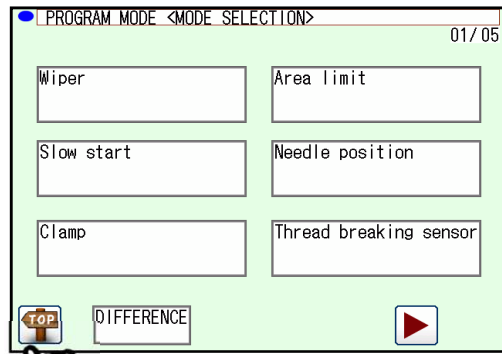 PROGRAM MODE <MODE SELECTION>
01/05
Wiper
Area limit
Slow start
Needle position
Clamp
Thread breaking sensor
TOP
DIFFERENCE